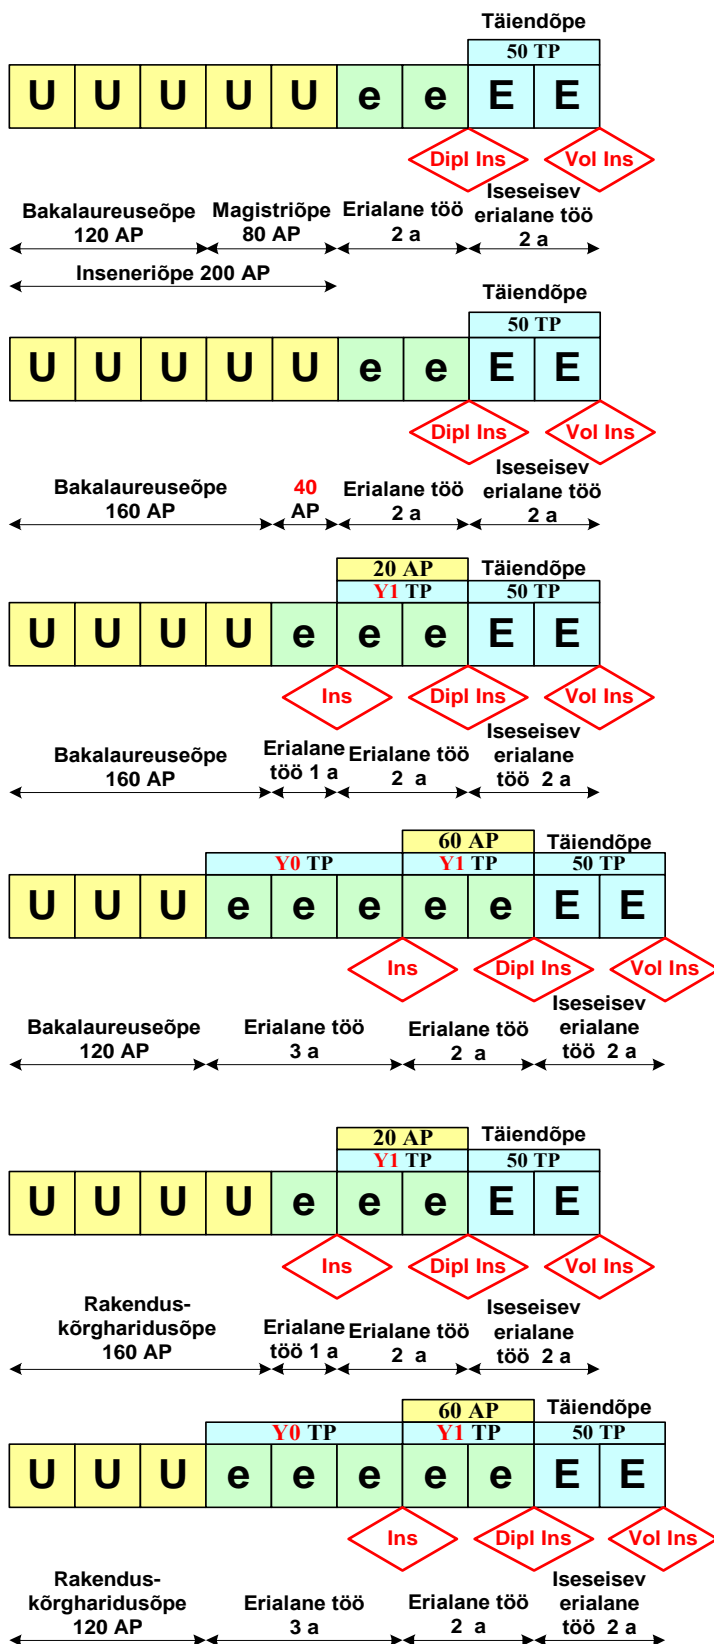 Täiendõpe
50 TP
U U U U U e e E E
Dipl Ins Vol Ins
Bakalaureuseõpe Magistriõpe Erialane töö Iseseisev
120 AP 80 AP 2 a erialane töö
2 a
Inseneriõpe 200 AP
Täiendõpe
50 TP
U U U U U e e E E
Dipl Ins Vol Ins
Bakalaureuseõpe 40 Erialane töö Iseseisev
160 AP AP 2 a erialane töö
2 a
20 AP Täiendõpe
Y1 TP 50 TP
U U U U e e e E E
Ins Dipl Ins Vol Ins
Bakalaureuseõpe Erialane Erialane töö Iseseisev
160 AP töö 1 a 2 a erialane
töö 2 a
60 AP Täiendõpe
Y0 TP Y1 TP 50 TP
U U U e e e e e E E
Ins Dipl Ins Vol Ins
Bakalaureuseõpe Erialane töö Erialane töö Iseseisev
120 AP 3 a 2 a erialane
töö 2 a
20 AP Täiendõpe
Y1 TP 50 TP
U U U U e e e E E
Ins Dipl Ins Vol Ins
Rakendus- Erialane Erialane töö Iseseisev
kõrgharidusõpe töö 1 a 2 a erialane
160 AP töö 2 a
60 AP Täiendõpe
Y0 TP Y1 TP 50 TP
U U U e e e e e E E
Ins Dipl Ins Vol Ins
Rakendus- Erialane töö Erialane töö Iseseisev
kõrgharidusõpe 3 a 2 a erialane
120 AP töö 2 a